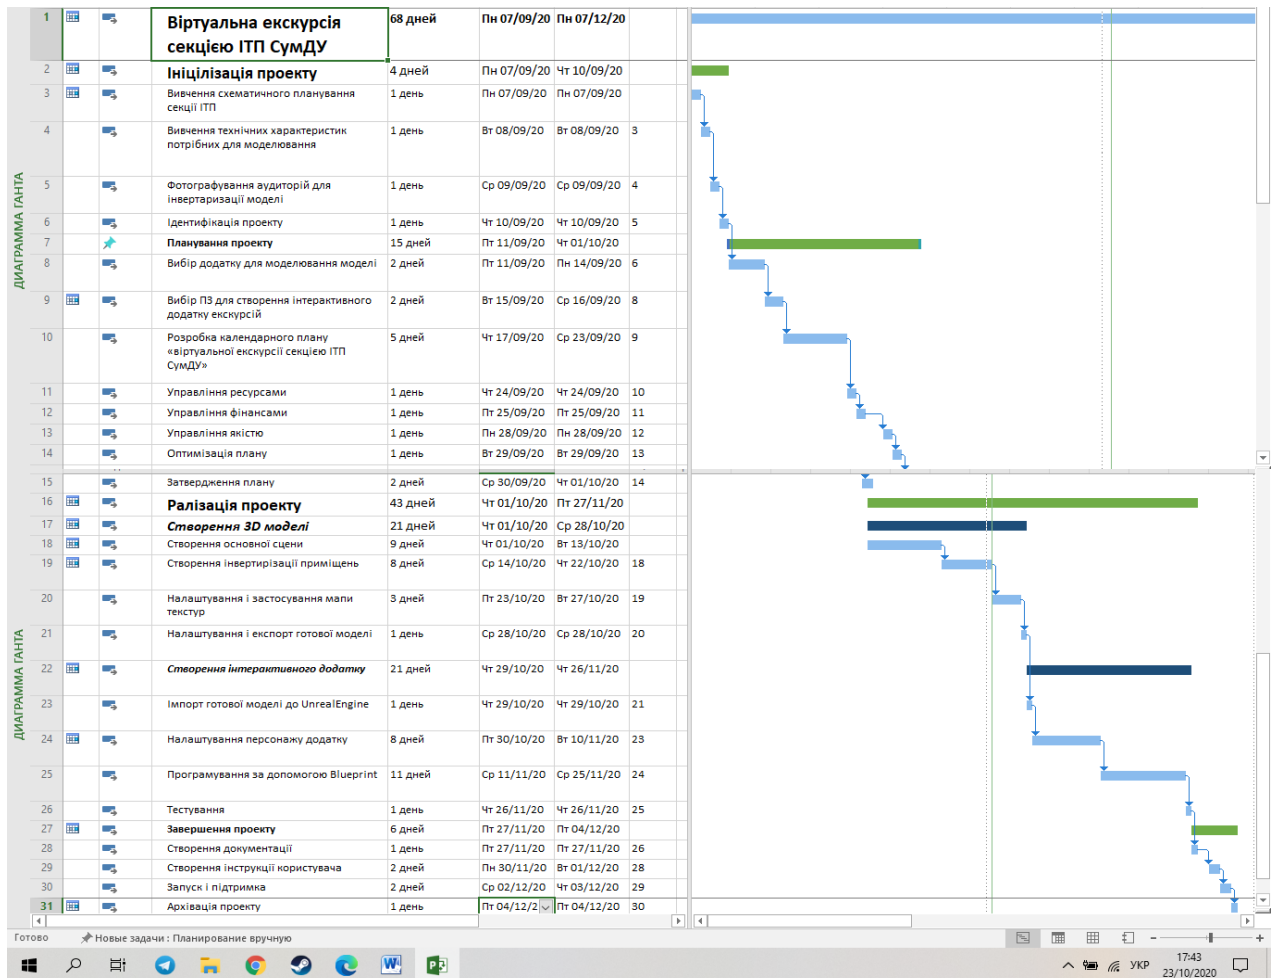 1 Віртуальна екскурсія 68 дней Пн 07/09/20 Пн 07/12/20
секцією ІТП СумДУ
2 Ініцілізація проекту 4 дней Пн 07/09/20 Чт 10/09/20
3 Вивчення схематичного планування 1 день Пн 07/09/20 Пн 07/09/20
секції ІТП
4 Вивчення технічних характеристик 1 день Вт 08/09/20 Вт 08/09/20 3
потрібних для моделювання
5 Фотографування аудиторій для 1 день Ср 09/09/20 Ср 09/09/20 4
інвертаризації моделі
6 Ідентифікація проекту 1 день Чт 10/09/20 Чт 10/09/20 5
7 Планування проекту 15 дней Пт 11/09/20 Чт 01/10/20
8 Вибір додатку для моделювання моделі 2 дней Пт 11/09/20 Пн 14/09/20 6
9 Вибір ПЗ для створення інтерактивного 2 дней Вт 15/09/20 Ср 16/09/20 8
додатку екскурсій
10 Розробка календарного плану 5 дней Чт 17/09/20 Ср 23/09/20 9
«віртуальної екскурсії секцією ІТП
СумДУ»
11 Управління ресурсами 1 день Чт 24/09/20 Чт 24/09/20 10
12 Управління фінансами 1 день Пт 25/09/20 Пт 25/09/20 11
13 Управління якістю 1 день Пн 28/09/20 Пн 28/09/20 12
14 Оптимізація плану 1 день Вт 29/09/20 Вт 29/09/20 13
ДИАГРАММА ГАНТА
15 Затвердження плану 2 дней Ср 30/09/20 Чт 01/10/20 14
16 Ралізація проекту 43 дней Чт 01/10/20 Пт 27/11/20
17 Створення 3D моделі 21 дней Чт 01/10/20 Ср 28/10/20
18 Створення основної сцени 9 дней Чт 01/10/20 Вт 13/10/20
19 Створення інвертирізації приміщень 8 дней Ср 14/10/20 Чт 22/10/20 18
20 Налаштування і застосування мапи 3 дней Пт 23/10/20 Вт 27/10/20 19
текстур
21 Налаштування і експорт готової моделі 1 день Ср 28/10/20 Ср 28/10/20 20
22 Створення інтерактивного додатку 21 дней Чт 29/10/20 Чт 26/11/20
23 Імпорт готової моделі до UnrealEngine 1 день Чт 29/10/20 Чт 29/10/20 21
24 Налаштування персонажу додатку 8 дней Пт 30/10/20 Вт 10/11/20 23
25 Програмування за допомогою Blueprint 11 дней Ср 11/11/20 Ср 25/11/20 24
26 Тестування 1 день Чт 26/11/20 Чт 26/11/20 25
27 Завершення проекту 6 дней Пт 27/11/20 Пт 04/12/20
28 Створення документації 1 день Пт 27/11/20 Пт 27/11/20 26
29 Створення інструкції користувача 2 дней Пн 30/11/20 Вт 01/12/20 28
30 Запуск і підтримка 2 дней Ср 02/12/20 Чт 03/12/20 29
31 Архівація проекту 1 день Пт 04/12/2 Пт 04/12/20 30
ДИАГРАММА ГАНТА
Готово Новые задачи : Планирование вручную
УКР 17:43
23/10/2020